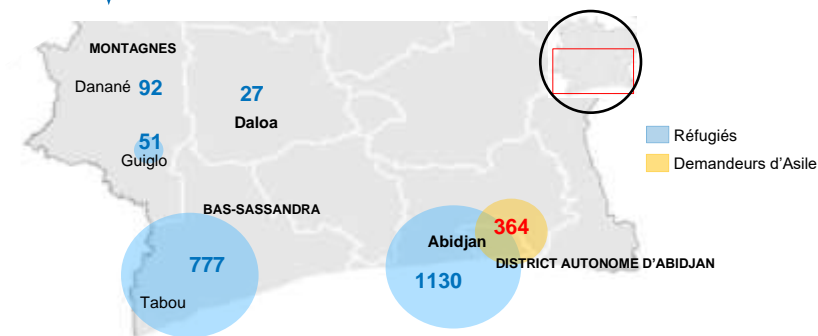 MONTAGNES
Danané 92
27
Daloa
51
Guiglo
Réfugiés
Demandeurs d'Asile
BAS-SASSANDRA
364
Abidjan
777
DISTRICT AUTONOME D'ABIDJAN
1130
Tabou